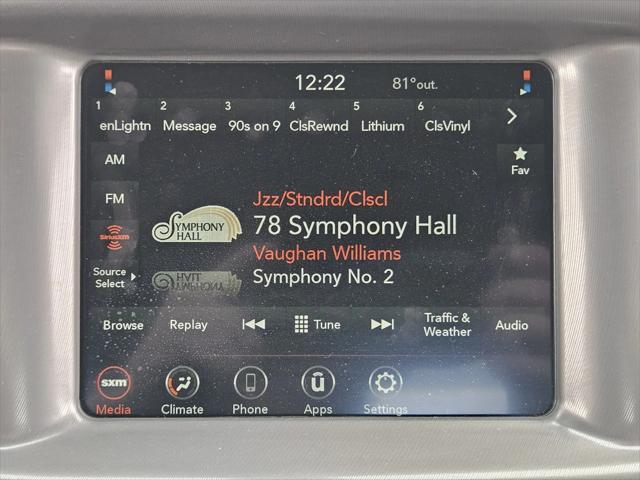 12:22 81°out.
1 2 3 4 5 6
enLightn Message 90s on 9 ClsRewnd Lithium ClsVinyl
AM
FM
SiriusXM
Source
Select
Fav
Jzz/Stndrd/Clscl
SYMPHONY
HALL
78 Symphony Hall
Vaughan Williams
Symphony No. 2
Browse Replay Tune Traffic &
Weather Audio
sxm
Media Climate Phone Apps Settings